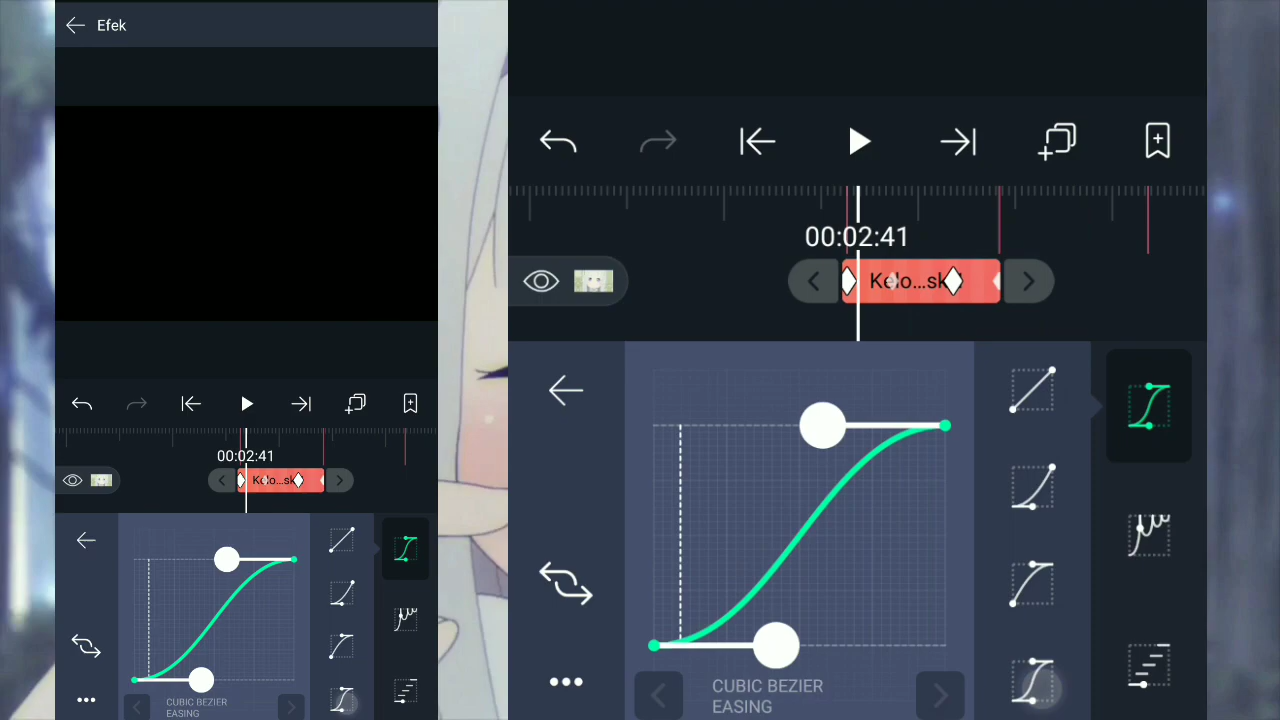 Efek
00:02:41
Kelo...sk
CUBIC BEZIER
EASING
00:02:41
Kelo...sk
CUBIC BEZIER
EASING